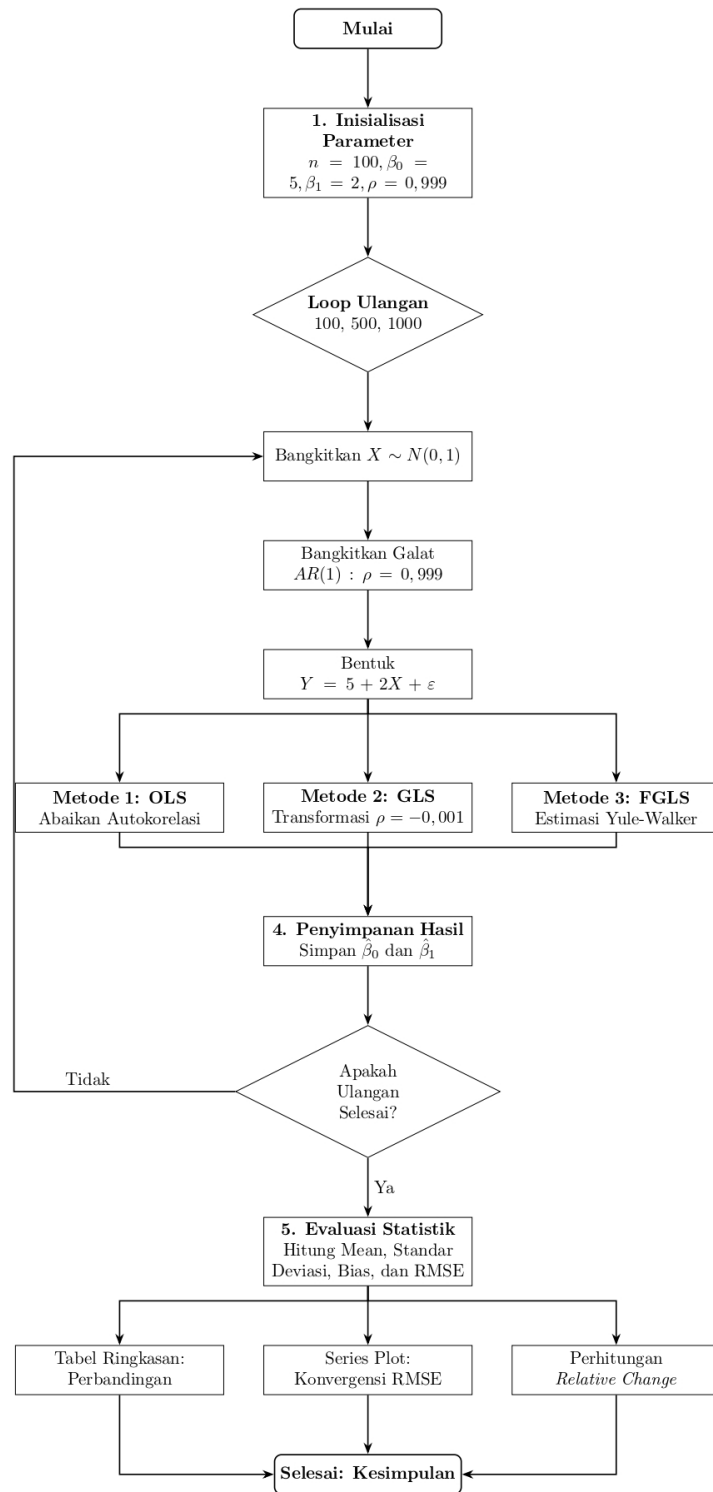 Mulai
1. Inisialisasi
Parameter
n = 100, β₀ =
5, β₁ = 2, ρ = 0,999
Loop Ulangan
100, 500, 1000
Bangkitkan X ∼ N(0, 1)
Bangkitkan Galat
AR(1) : ρ = 0,999
Bentuk
Y = 5 + 2X + ε
Metode 1: OLS
Abaikan Autokorelasi
Metode 2: GLS
Transformasi ρ = −0,001
Metode 3: FGLS
Estimasi Yule-Walker
4. Penyimpanan Hasil
Simpan β̂₀ dan β̂₁
Apakah
Ulangan
Selesai?
Tidak
Ya
5. Evaluasi Statistik
Hitung Mean, Standar
Deviasi, Bias, dan RMSE
Tabel Ringkasan:
Perbandingan
Series Plot:
Konvergensi RMSE
Perhitungan
Relative Change
Selesai: Kesimpulan